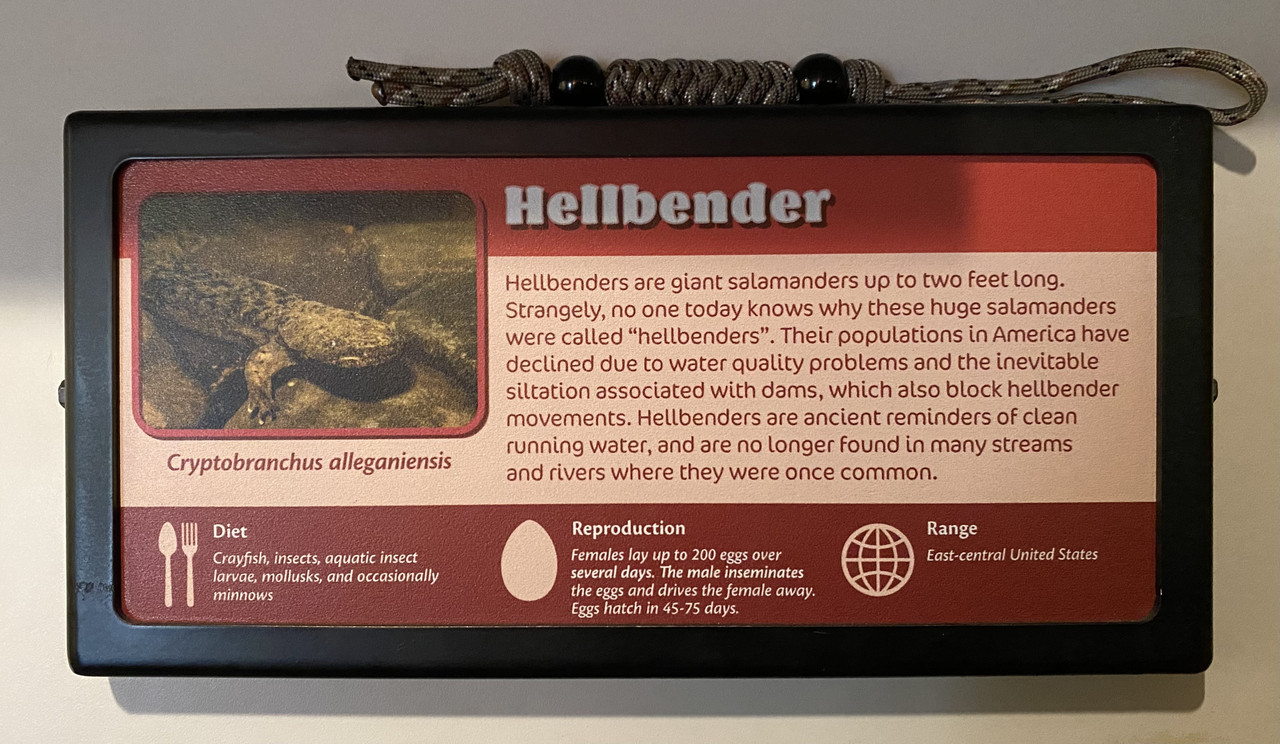 Hellbender
Hellbenders are giant salamanders up to two feet long.
Strangely, no one today knows why these huge salamanders
were called “hellbenders”. Their populations in America have
declined due to water quality problems and the inevitable
siltation associated with dams, which also block hellbender
movements. Hellbenders are ancient reminders of clean
running water, and are no longer found in many streams
and rivers where they were once common.
Cryptobranchus alleganiensis
Diet
Crayfish, insects, aquatic insect
larvae, mollusks, and occasionally
minnows
Reproduction
Females lay up to 200 eggs over
several days. The male inseminates
the eggs and drives the female away.
Eggs hatch in 45-75 days.
Range
East-central United States